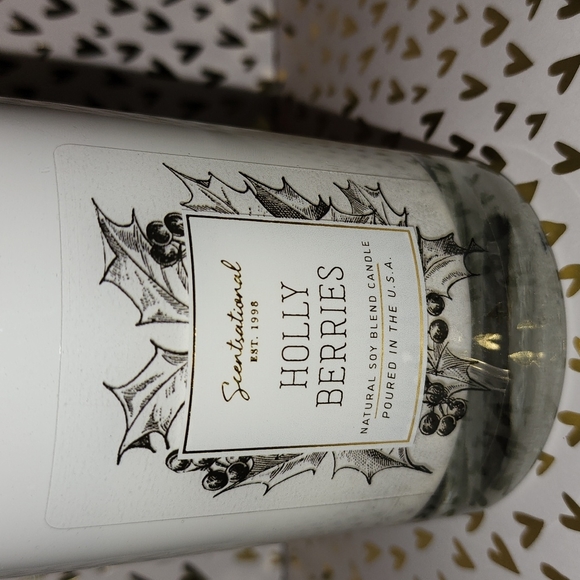 Scentsational
EST. 1998
HOLLY
BERRIES
NATURAL SOY BLEND CANDLE
POURED IN THE U.S.A.